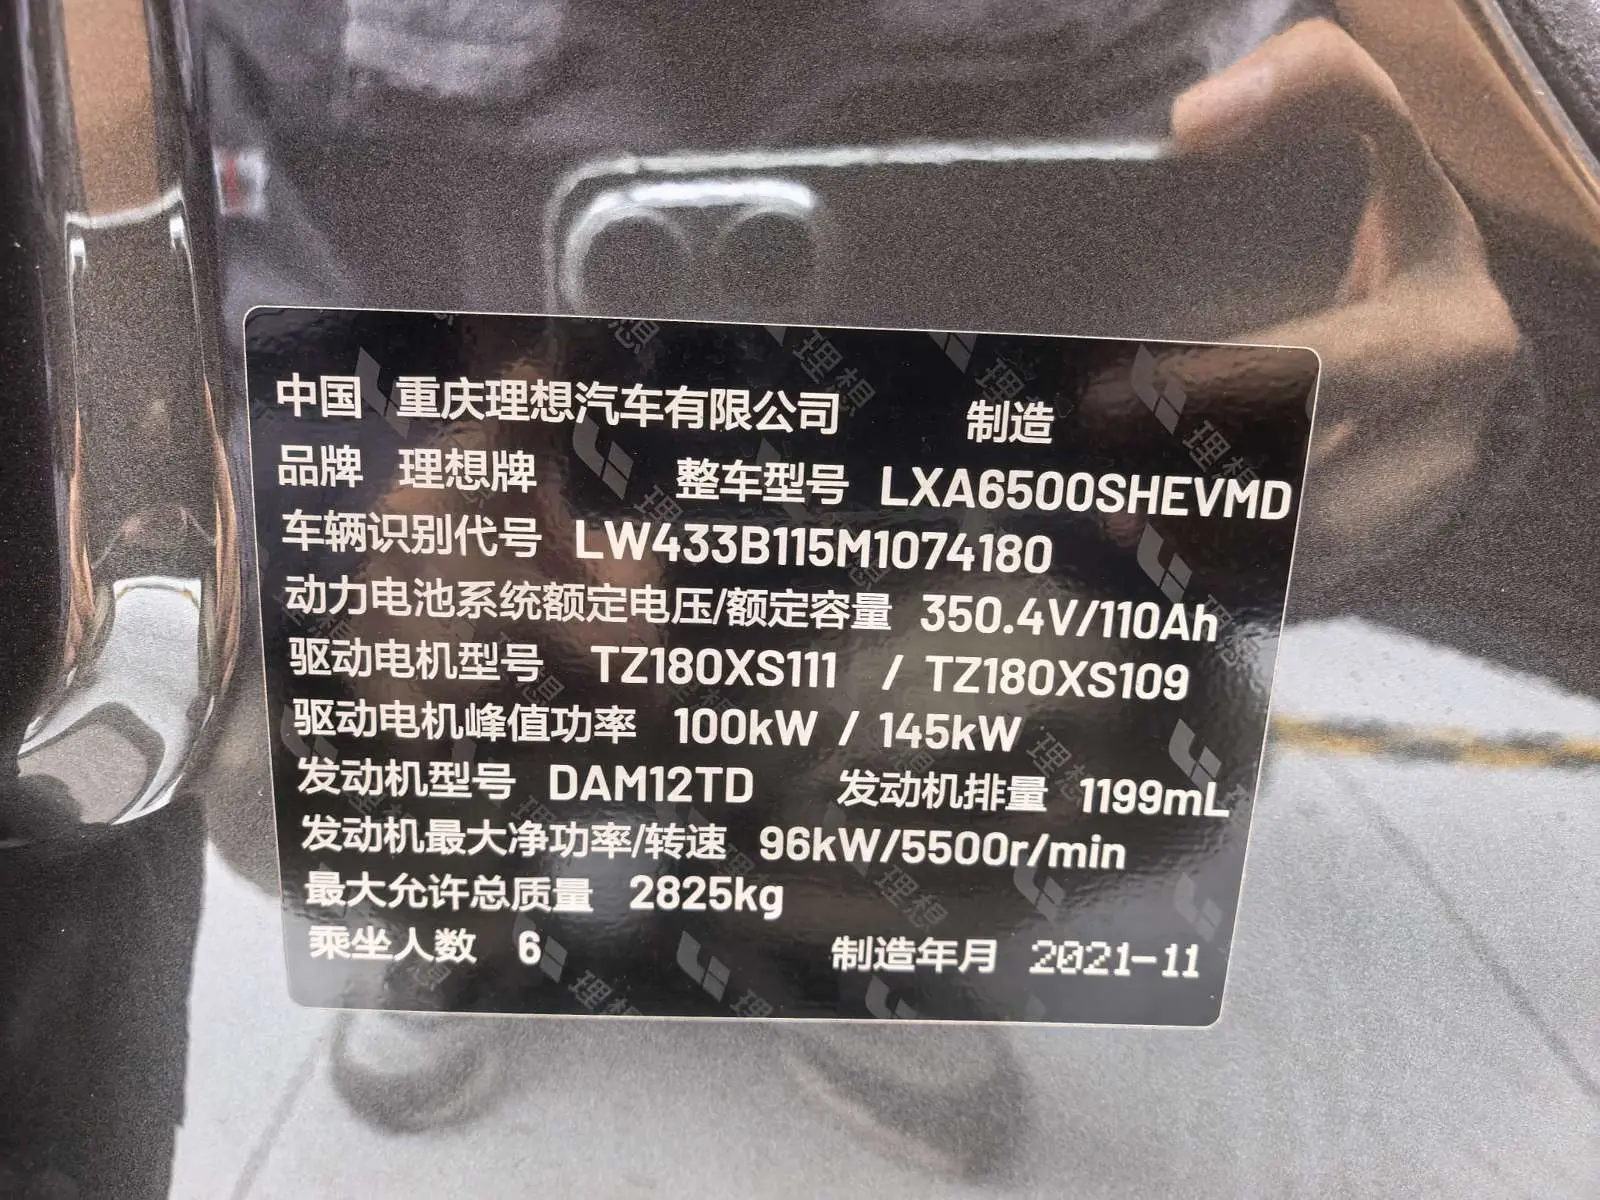 中国 重庆理想汽车有限公司 制造
品牌 理想牌 整车型号 LXA6500SHEVMD
车辆识别代号 LW433B115M1074180
动力电池系统额定电压/额定容量 350.4V/110Ah
驱动电机型号 TZ180XS111 / TZ180XS109
驱动电机峰值功率 100kW / 145kW
发动机型号 DAM12TD 发动机排量 1199mL
发动机最大净功率/转速 96kW/5500r/min
最大允许总质量 2825kg
乘坐人数 6 制造年月 2021-11